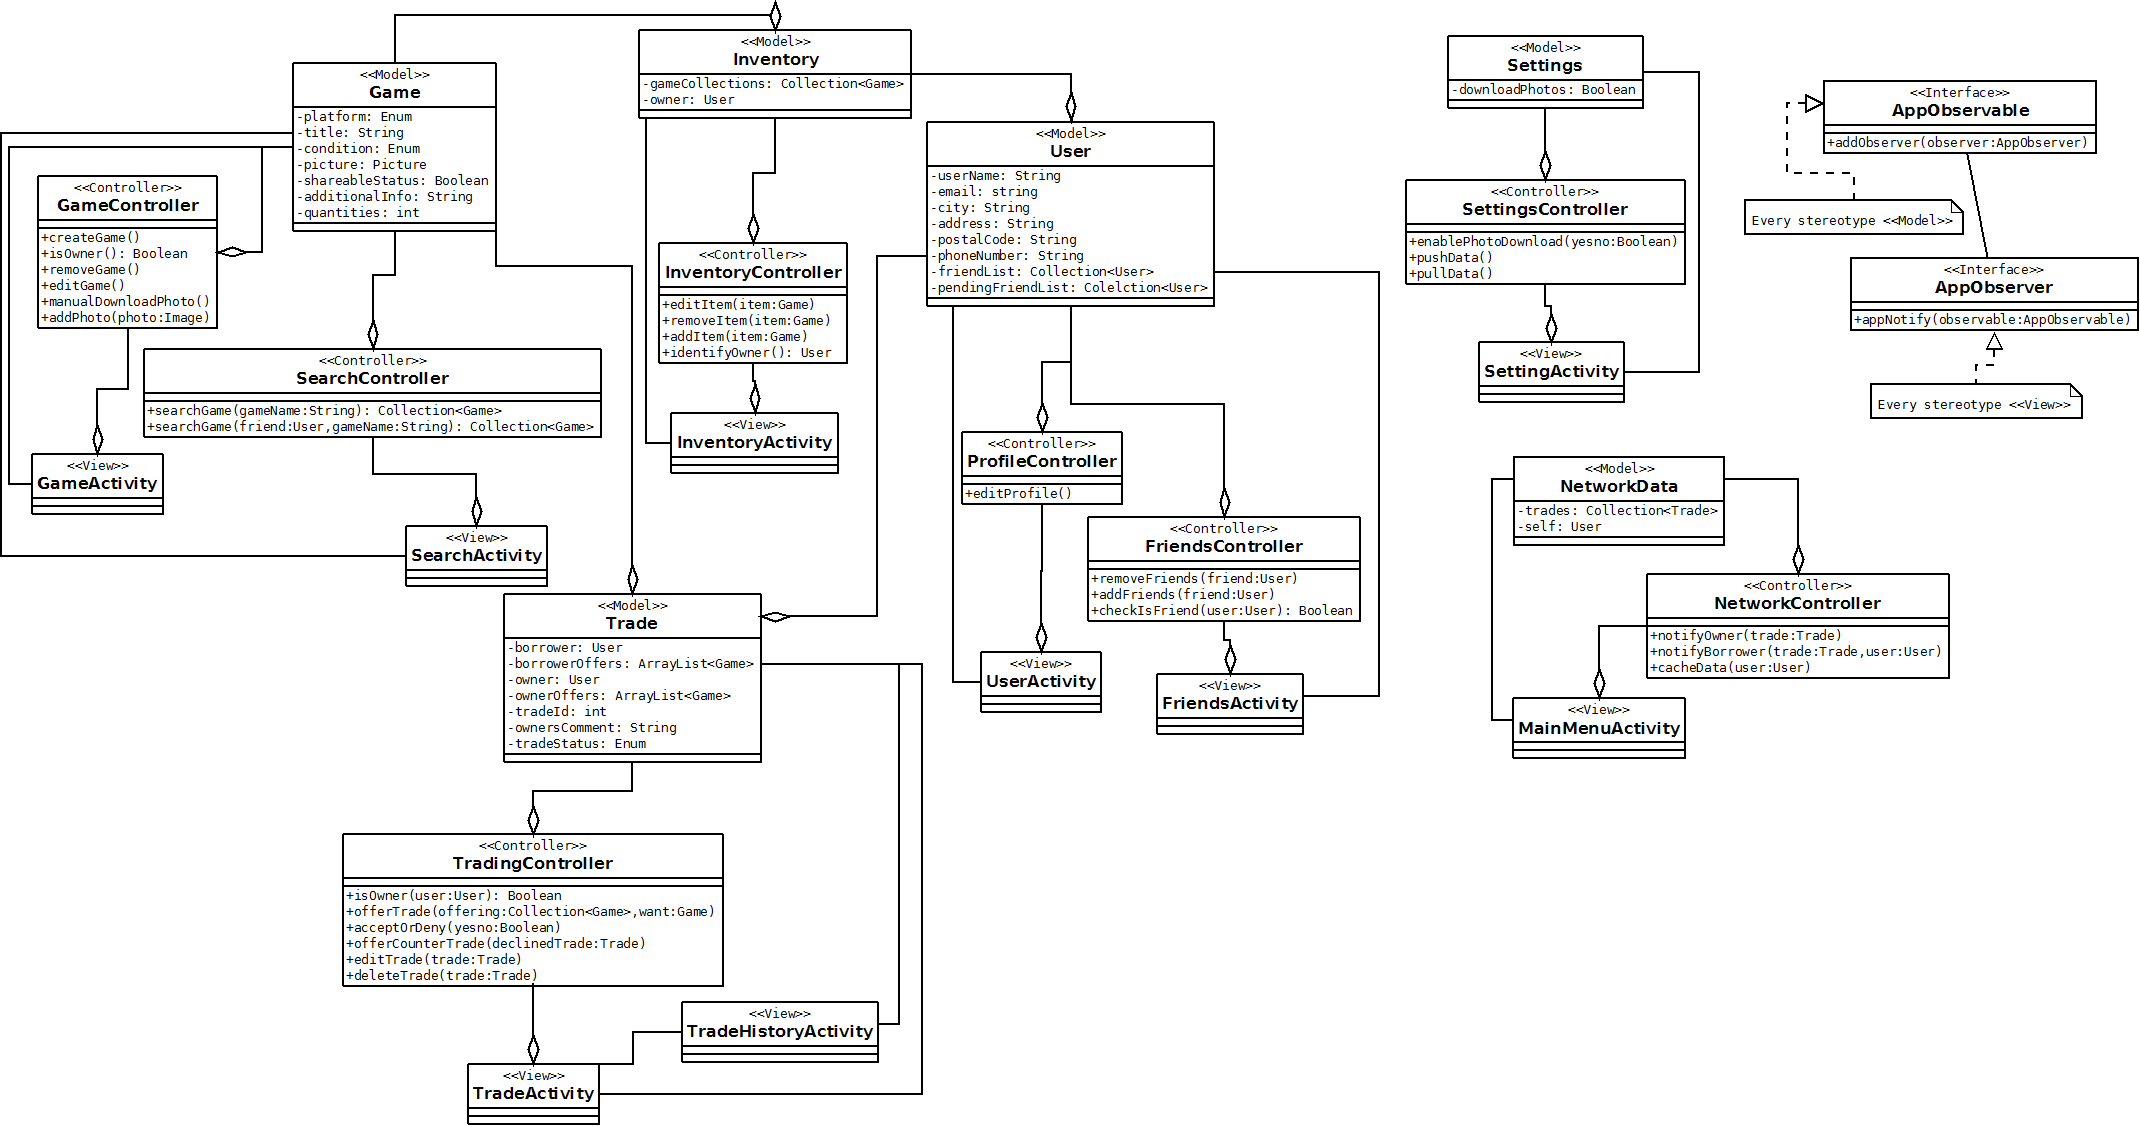 <<Model>>
Game
-platform: Enum
-title: String
-condition: Enum
-picture: Picture
-shareableStatus: Boolean
-additionalInfo: String
-quantities: int
<<Model>>
Inventory
-gameCollections: Collection<Game>
-owner: User
<<Model>>
User
-userName: String
-email: string
-city: String
-address: String
-postalCode: String
-phoneNumber: String
-friendList: Collection<User>
-pendingFriendList: Colelction<User>
<<Model>>
Settings
-downloadPhotos: Boolean
<<Interface>>
AppObservable
+addObserver(observer:AppObserver)
Every stereotype <<Model>>
<<Interface>>
AppObserver
+appNotify(observable:AppObservable)
Every stereotype <<View>>
<<Controller>>
GameController
+createGame()
+isOwner(): Boolean
+removeGame()
+editGame()
+manualDownloadPhoto()
+addPhoto(photo:Image)
<<Controller>>
SearchController
+searchGame(gameName:String): Collection<Game>
+searchGame(friend:User,gameName:String): Collection<Game>
<<View>>
GameActivity
<<View>>
SearchActivity
<<Controller>>
InventoryController
+editItem(item:Game)
+removeItem(item:Game)
+addItem(item:Game)
+identifyOwner(): User
<<View>>
InventoryActivity
<<Controller>>
SettingsController
+enablePhotoDownload(yesno:Boolean)
+pushData()
+pullData()
<<View>>
SettingActivity
<<Controller>>
ProfileController
+editProfile()
<<Controller>>
FriendsController
+removeFriends(friend:User)
+addFriends(friend:User)
+checkIsFriend(user:User): Boolean
<<View>>
UserActivity
<<View>>
FriendsActivity
<<Model>>
NetworkData
-trades: Collection<Trade>
-self: User
<<Controller>>
NetworkController
+notifyOwner(trade:Trade)
+notifyBorrower(trade:Trade,user:User)
+cacheData(user:User)
<<View>>
MainMenuActivity
<<Model>>
Trade
-borrower: User
-borrowerOffers: ArrayList<Game>
-owner: User
-ownerOffers: ArrayList<Game>
-tradeId: int
-ownersComment: String
-tradeStatus: Enum
<<Controller>>
TradingController
+isOwner(user:User): Boolean
+offerTrade(offering:Collection<Game>,want:Game)
+acceptOrDeny(yesno:Boolean)
+offerCounterTrade(declinedTrade:Trade)
+editTrade(trade:Trade)
+deleteTrade(trade:Trade)
<<View>>
TradeHistoryActivity
<<View>>
TradeActivity